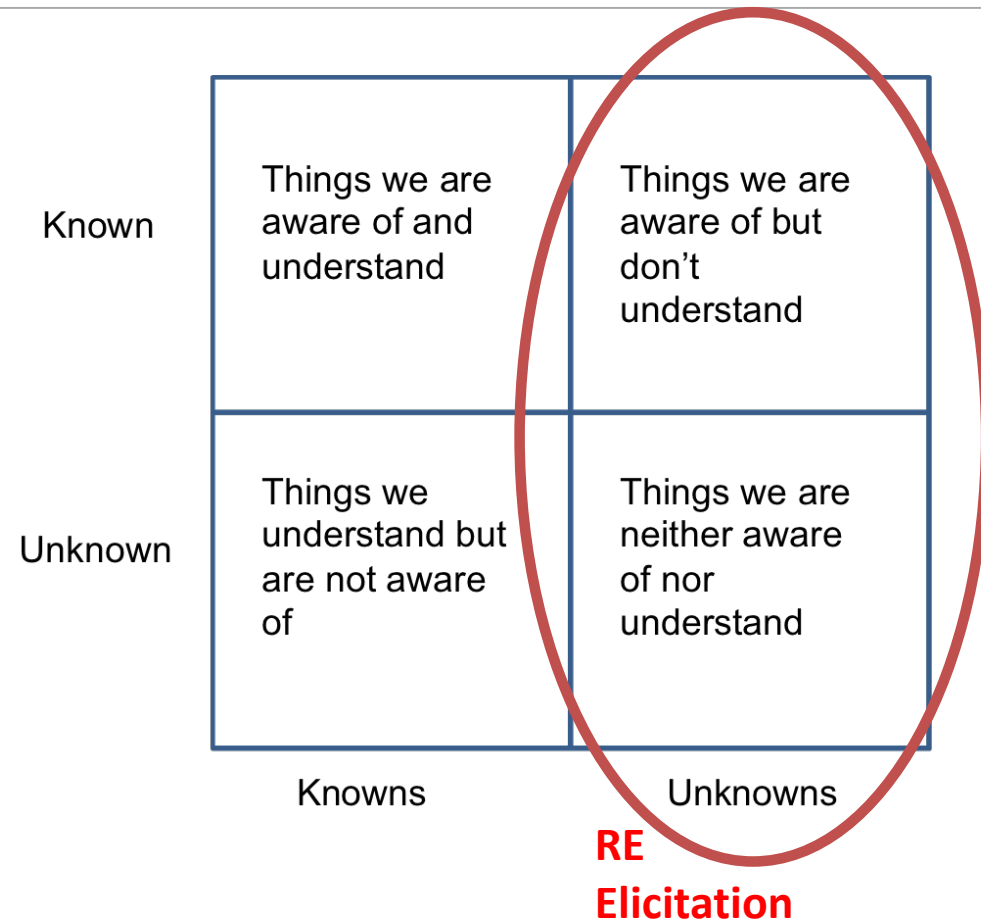 Known
Things we are
aware of and
understand
Things we are
aware of but
don’t
understand
Unknown
Things we
understand but
are not aware
of
Things we are
neither aware
of nor
understand
Knowns
Unknowns
RE
Elicitation